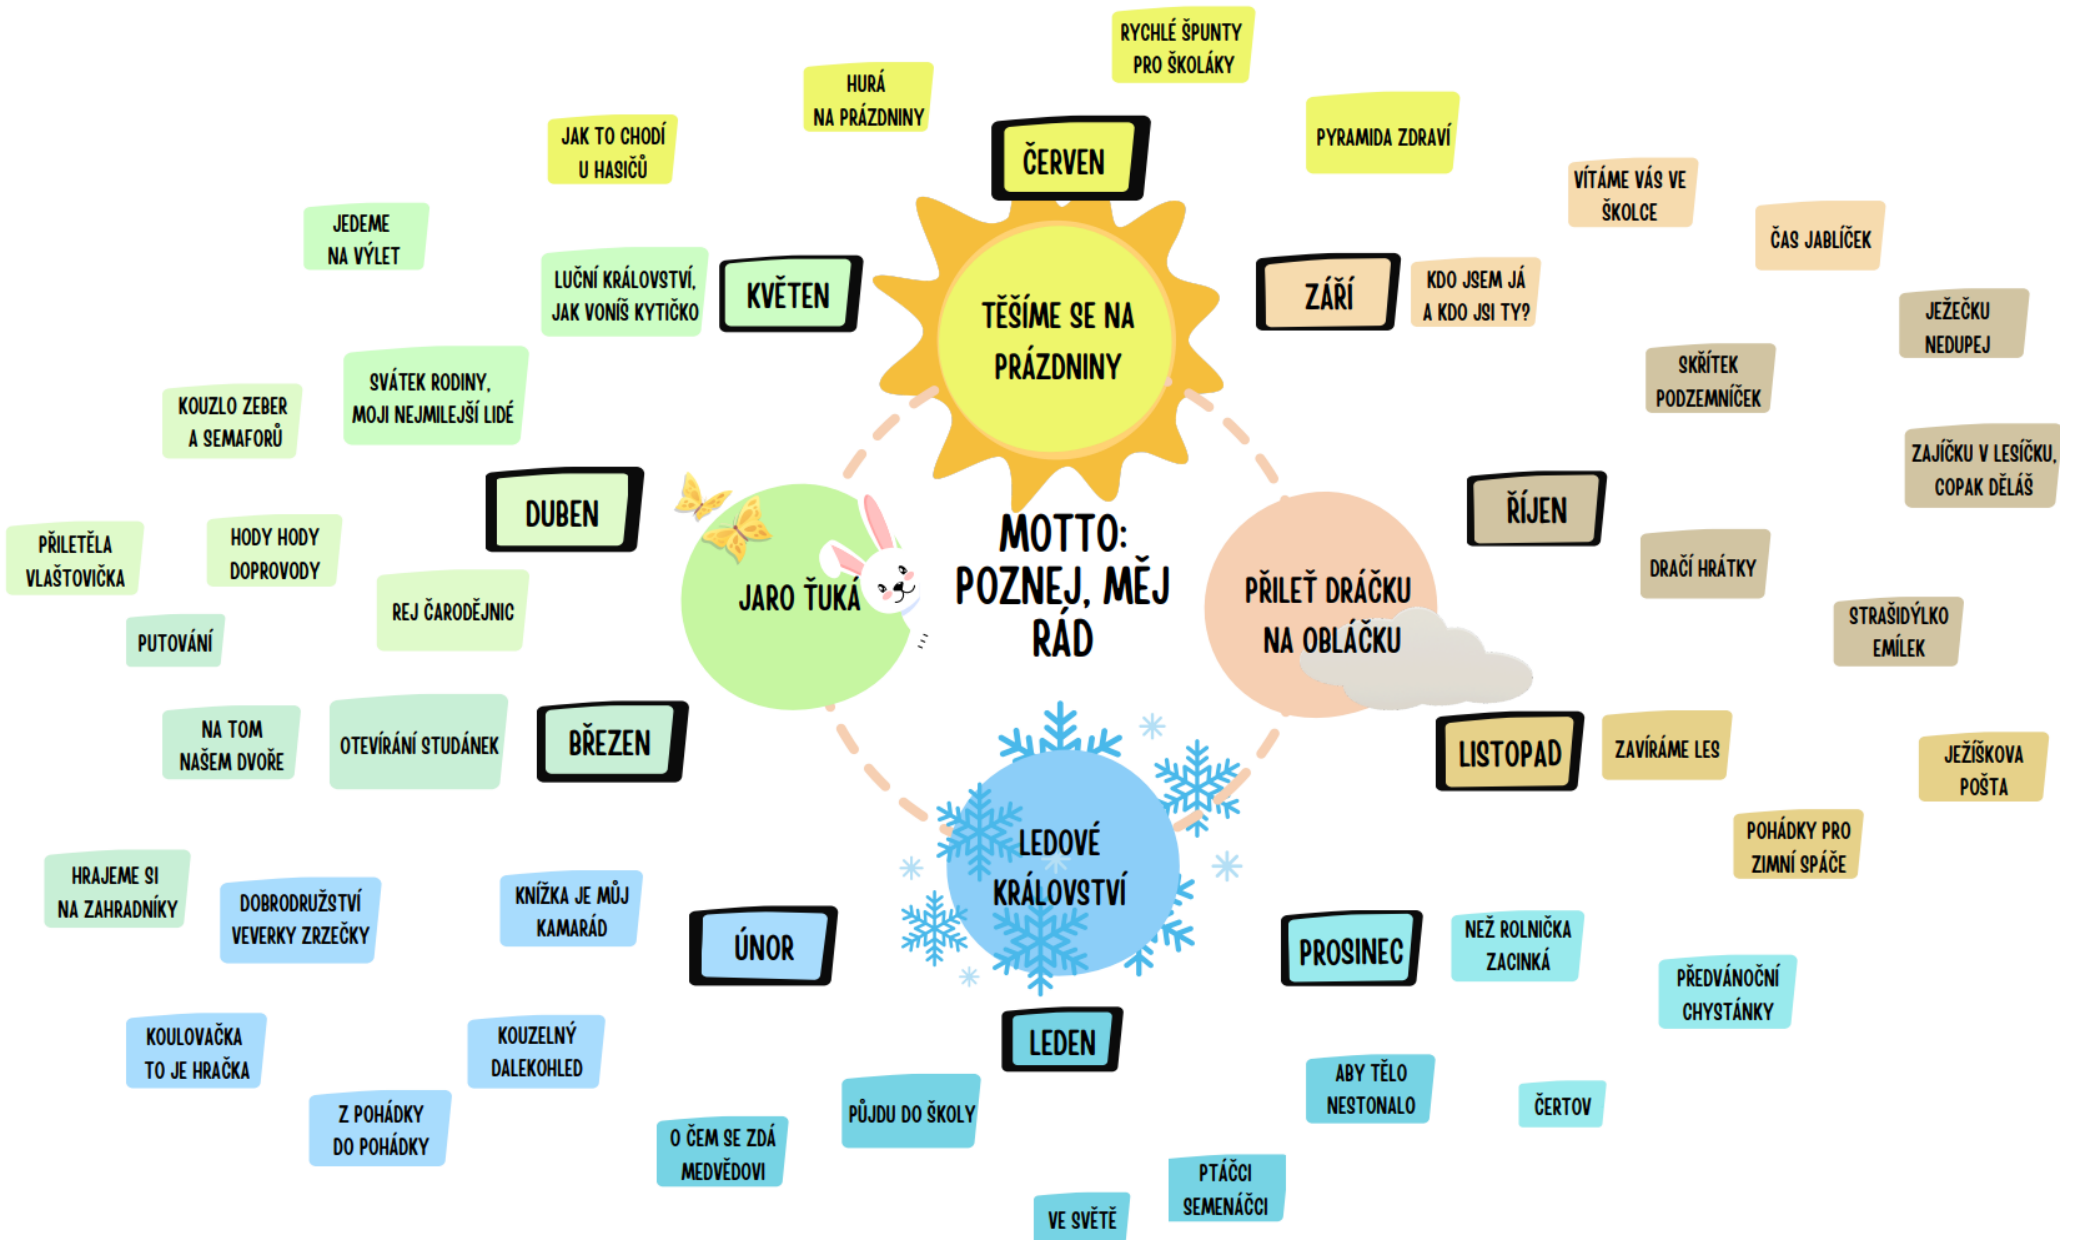 RYCHLÉ ŠPUNTY
PRO ŠKOLÁKY
HURÁ
NA PRÁZDNINY
JAK TO CHODÍ
U HASIČŮ
ČERVEN
PYRAMIDA ZDRAVÍ
VÍTÁME VÁS VE
ŠKOLCE
ČAS JABLÍČEK
JEDEME
NA VÝLET
LUČNÍ KRÁLOVSTVÍ,
JAK VONÍŠ KYTIČKO
KVĚTEN
TĚŠÍME SE NA
PRÁZDNINY
ZÁŘÍ
KDO JSEM JÁ
A KDO JSI TY?
JEŽEČKU
NEDUPEJ
SKŘÍTEK
PODZEMNÍČEK
SVÁTEK RODINY,
MOJI NEJMILEJŠÍ LIDÉ
KOUZLO ZEBER
A SEMAFORŮ
ZAJÍČKU V LESÍČKU,
COPAK DĚLÁŠ
DUBEN
ŘÍJEN
PŘILETĚLA
VLAŠTOVIČKA
HODY HODY
DOPROVODY
REJ ČARODĚJNIC
JARO ŤUKÁ
MOTTO:
POZNEJ, MĚJ
RÁD
PŘILEŤ DRÁČKU
NA OBLÁČKU
DRAČÍ HRÁTKY
STRAŠIDÝLKO
EMÍLEK
PUTOVÁNÍ
NA TOM
NAŠEM DVOŘE
OTEVÍRÁNÍ STUDÁNEK
BŘEZEN
LISTOPAD
ZAVÍRÁME LES
JEŽÍŠKOVA
POŠTA
POHÁDKY PRO
ZIMNÍ SPÁČE
LEDOVÉ
KRÁLOVSTVÍ
HRAJEME SI
NA ZAHRADNÍKY
DOBRODRUŽSTVÍ
VEVERKY ZRZEČKY
KNÍŽKA JE MŮJ
KAMARÁD
ÚNOR
PROSINEC
NEŽ ROLNIČKA
ZACINKÁ
PŘEDVÁNOČNÍ
CHYSTÁNKY
KOULOVAČKA
TO JE HRAČKA
KOUZELNÝ
DALEKOHLED
LEDEN
Z POHÁDKY
DO POHÁDKY
O ČEM SE ZDÁ
MEDVĚDOVI
PŮJDU DO ŠKOLY
ABY TĚLO
NESTONALO
ČERTOV
PTÁČCI
SEMENÁČCI
VE SVĚTĚ